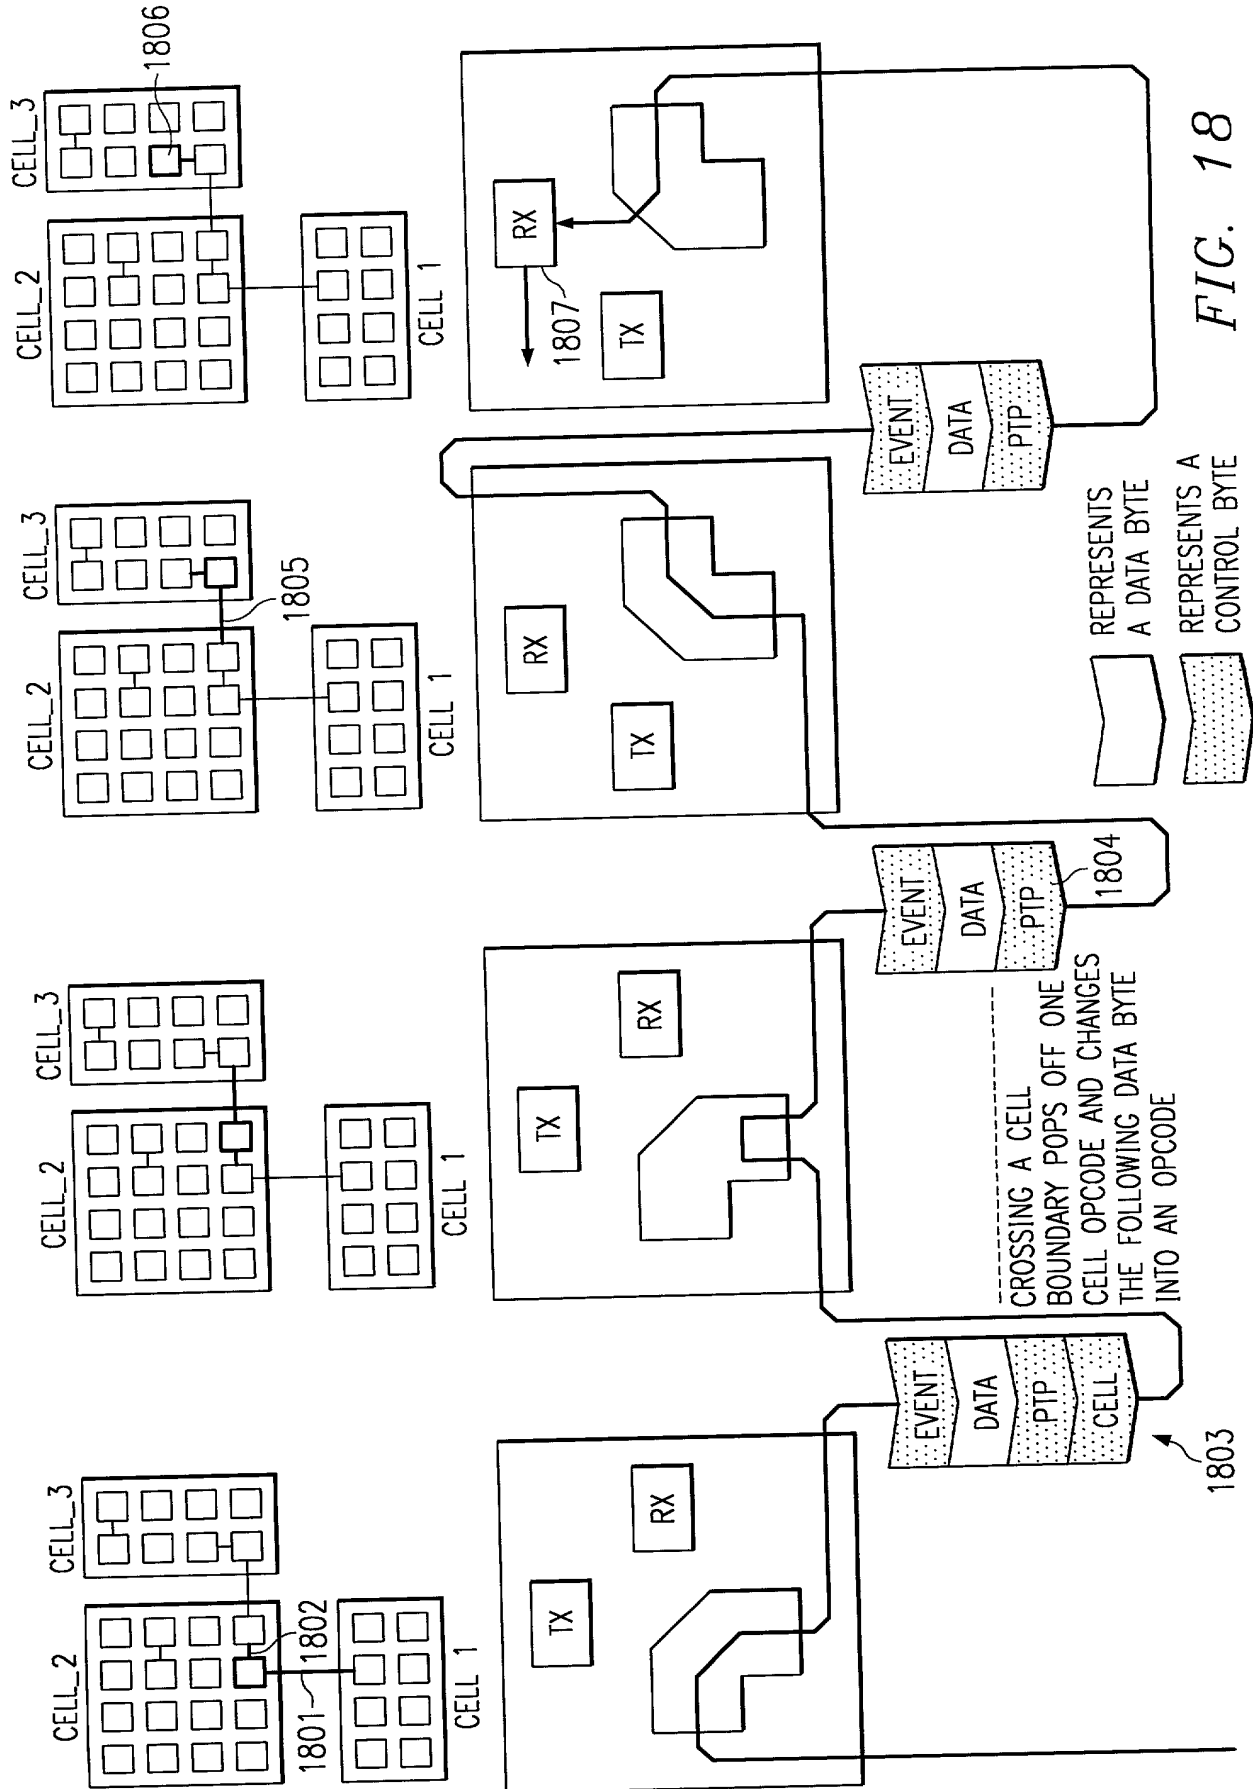 CELL_2
CELL_3
1801
1802
CELL 1
TX
RX
EVENT
DATA
PTP
CELL
1803
CELL_2
CELL_3
CELL 1
TX
RX
CROSSING A CELL
BOUNDARY POPS OFF ONE
CELL OPCODE AND CHANGES
THE FOLLOWING DATA BYTE
INTO AN OPCODE
EVENT
DATA
PTP
1804
CELL_2
CELL_3
1805
CELL 1
TX
RX
EVENT
DATA
PTP
CELL_2
CELL_3
1806
CELL 1
RX
1807
TX
REPRESENTS
A DATA BYTE
REPRESENTS A
CONTROL BYTE
FIG. 18